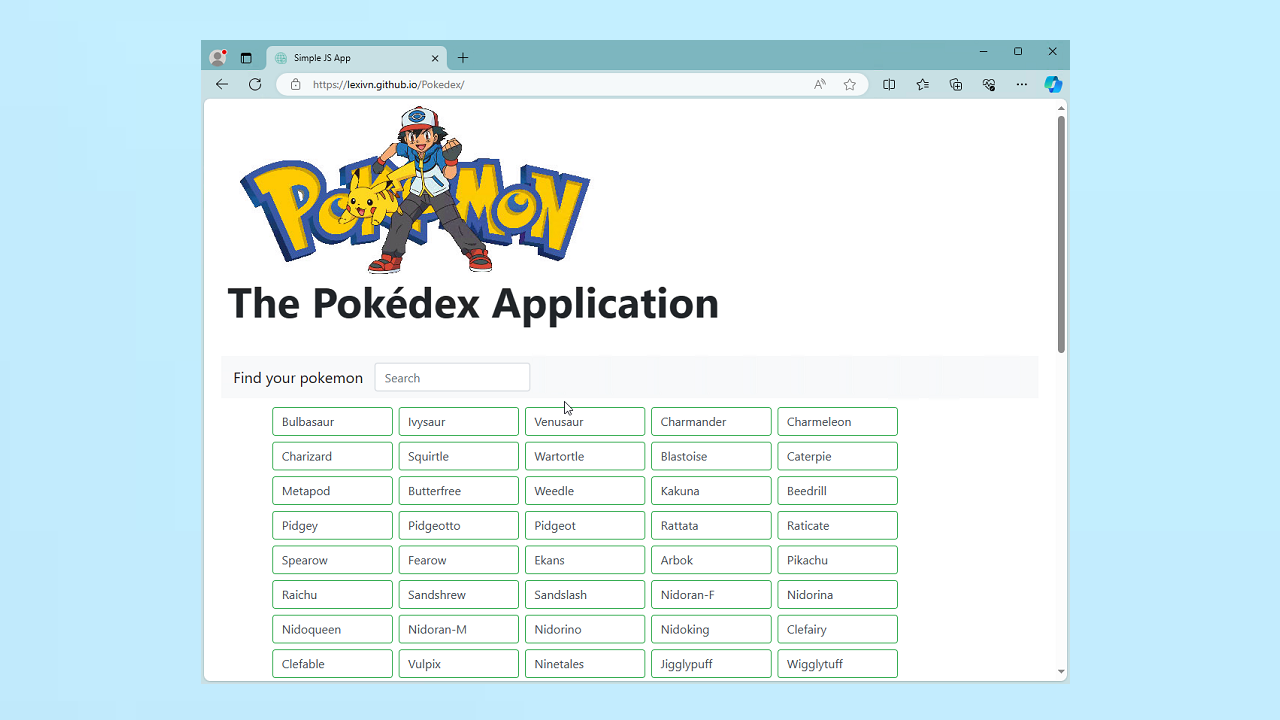 Simple JS App
https://lexivn.github.io/Pokedex/
POKéMON
The Pokédex Application
Find your pokemon Search
Bulbasaur Ivysaur Venusaur Charmander Charmeleon
Charizard Squirtle Wartortle Blastoise Caterpie
Metapod Butterfree Weedle Kakuna Beedrill
Pidgey Pidgeotto Pidgeot Rattata Raticate
Spearow Fearow Ekans Arbok Pikachu
Raichu Sandshrew Sandslash Nidoran-F Nidorina
Nidoqueen Nidoran-M Nidorino Nidoking Clefairy
Clefable Vulpix Ninetales Jigglypuff Wigglytuff